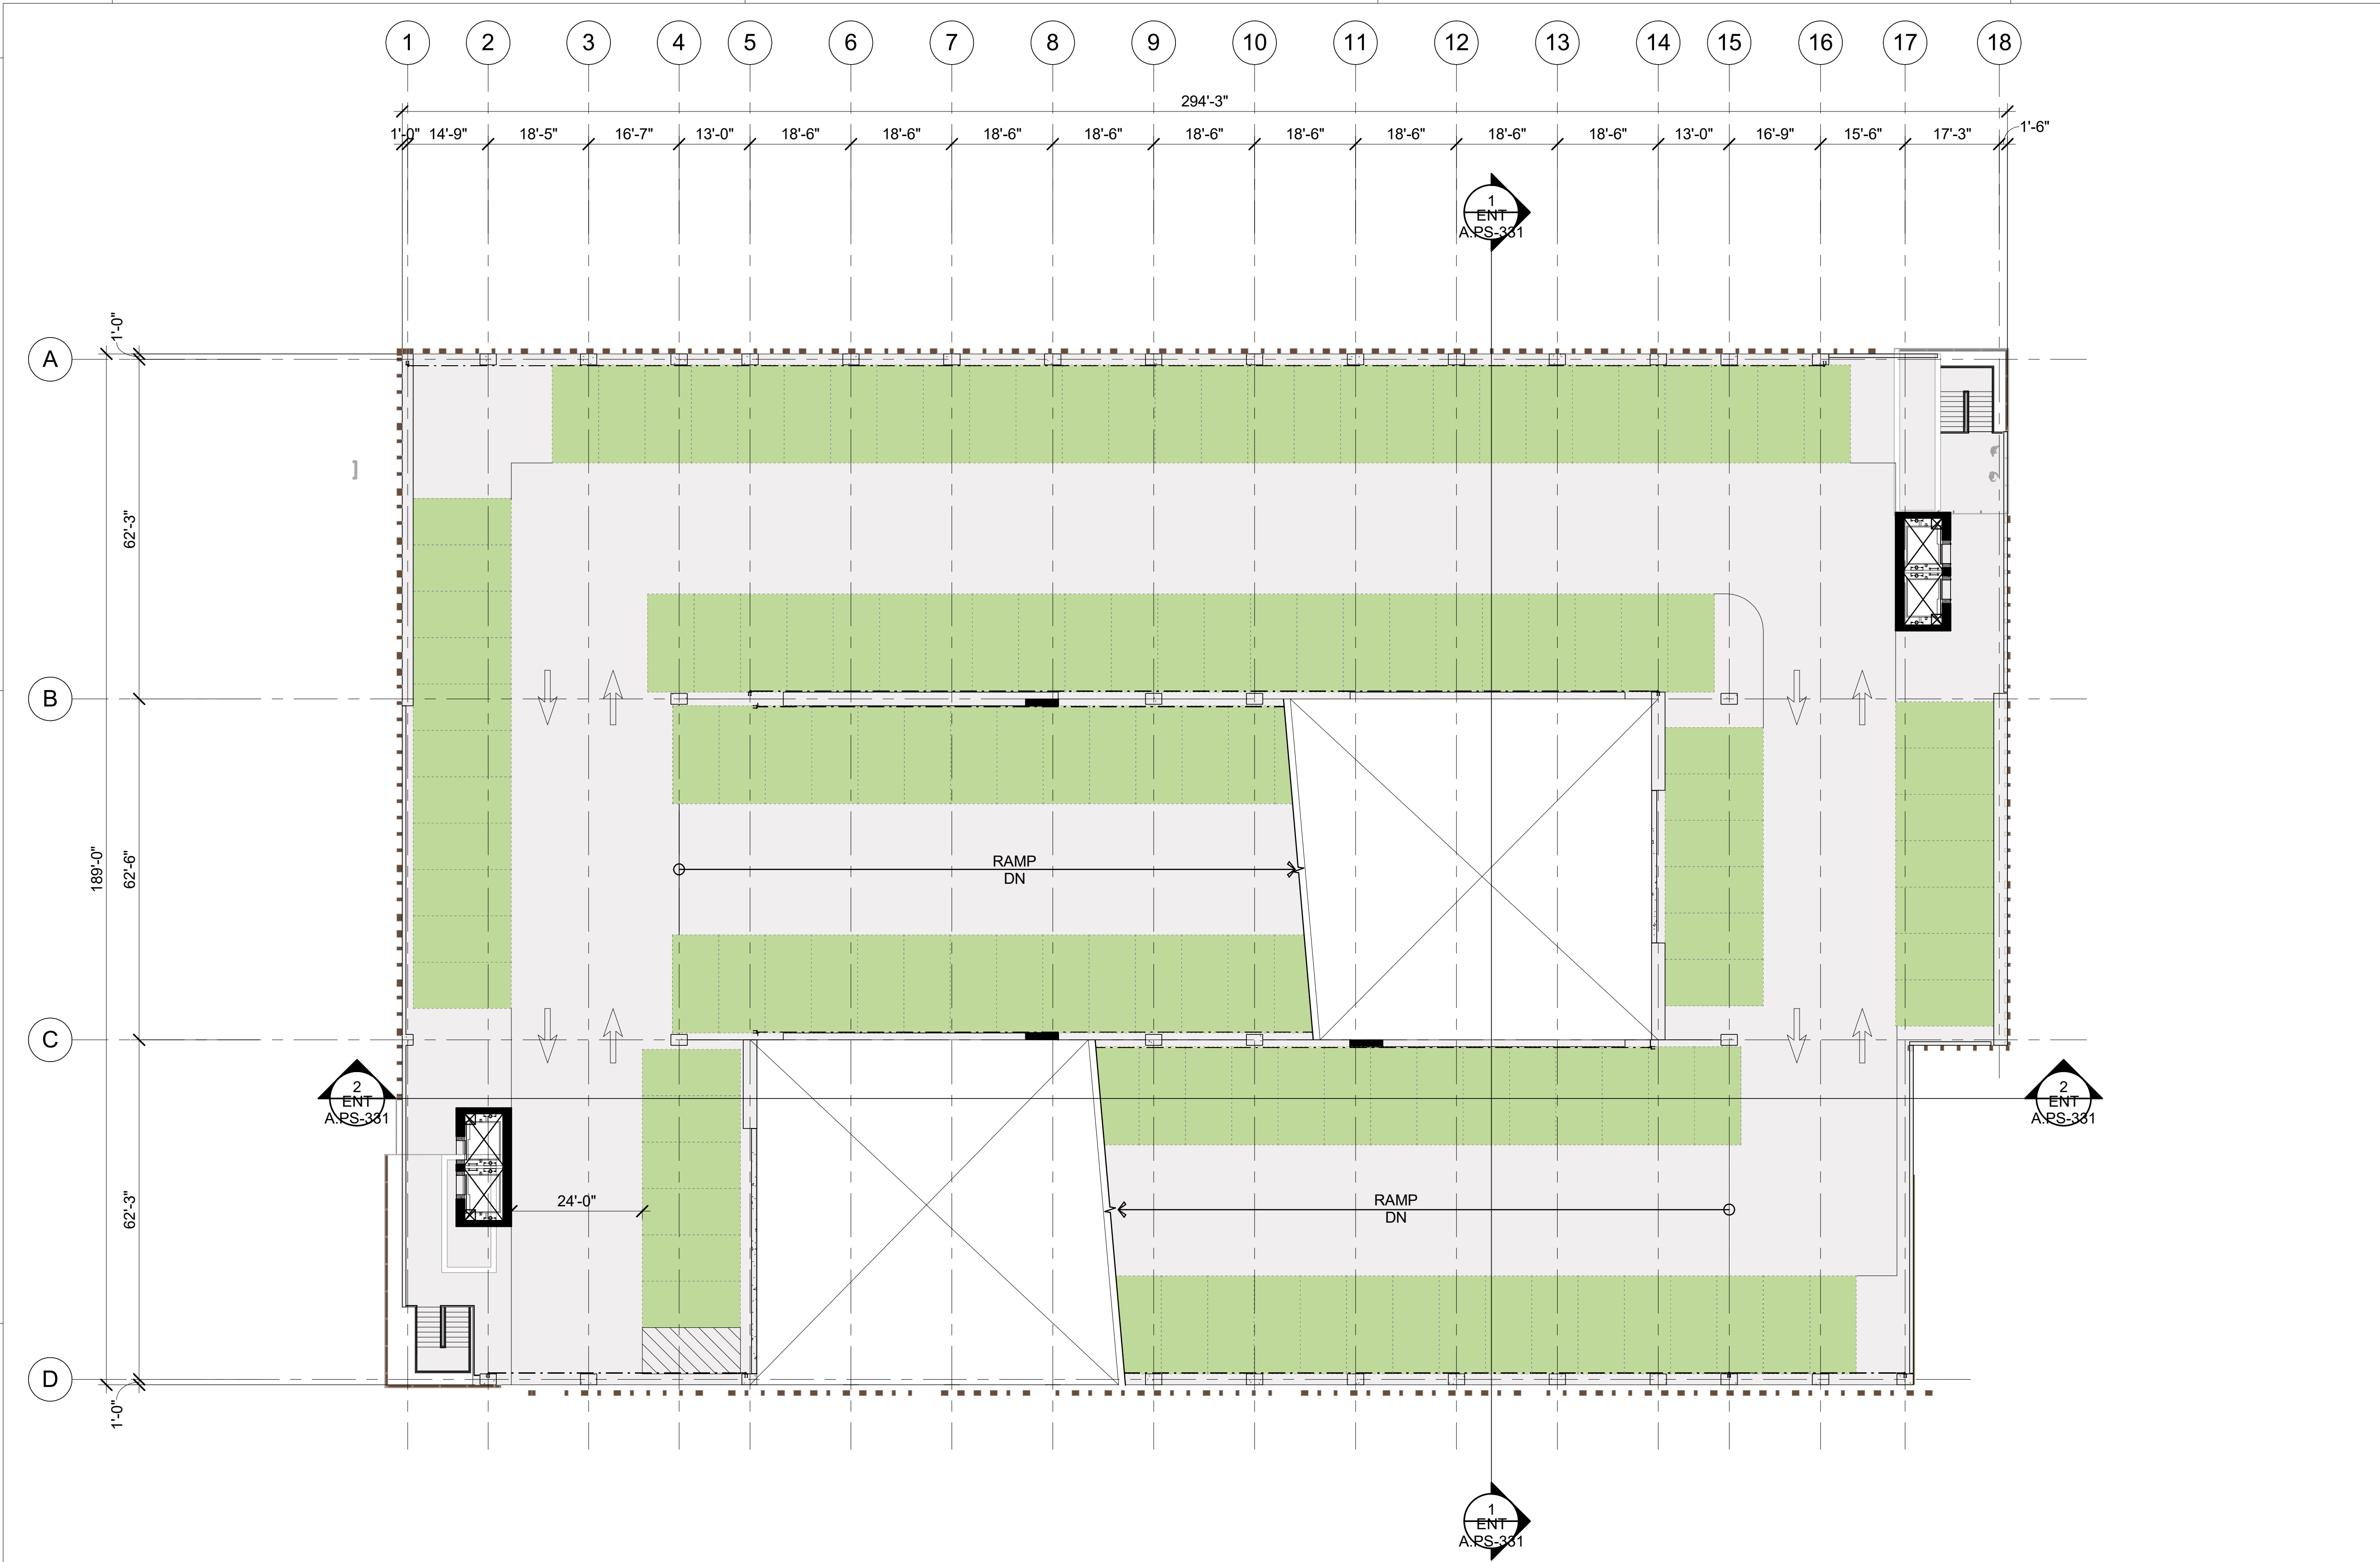 1 2 3 4 5 6 7 8 9 10 11 12 13 14 15 16 17 18
294'-3"
1'-0" 14'-9" 18'-5" 16'-7" 13'-0" 18'-6" 18'-6" 18'-6" 18'-6" 18'-6" 18'-6" 18'-6" 18'-6" 18'-6" 13'-0" 16'-9" 15'-6" 17'-3" 1'-6"
1
ENT
A.PS-331
1'-0"
A
62'-3"
B
62'-6"
189'-0"
RAMP
DN
C
2
ENT
A.PS-331
2
ENT
A.PS-331
62'-3"
24'-0"
RAMP
DN
D
1'-0"
1
ENT
A.PS-331